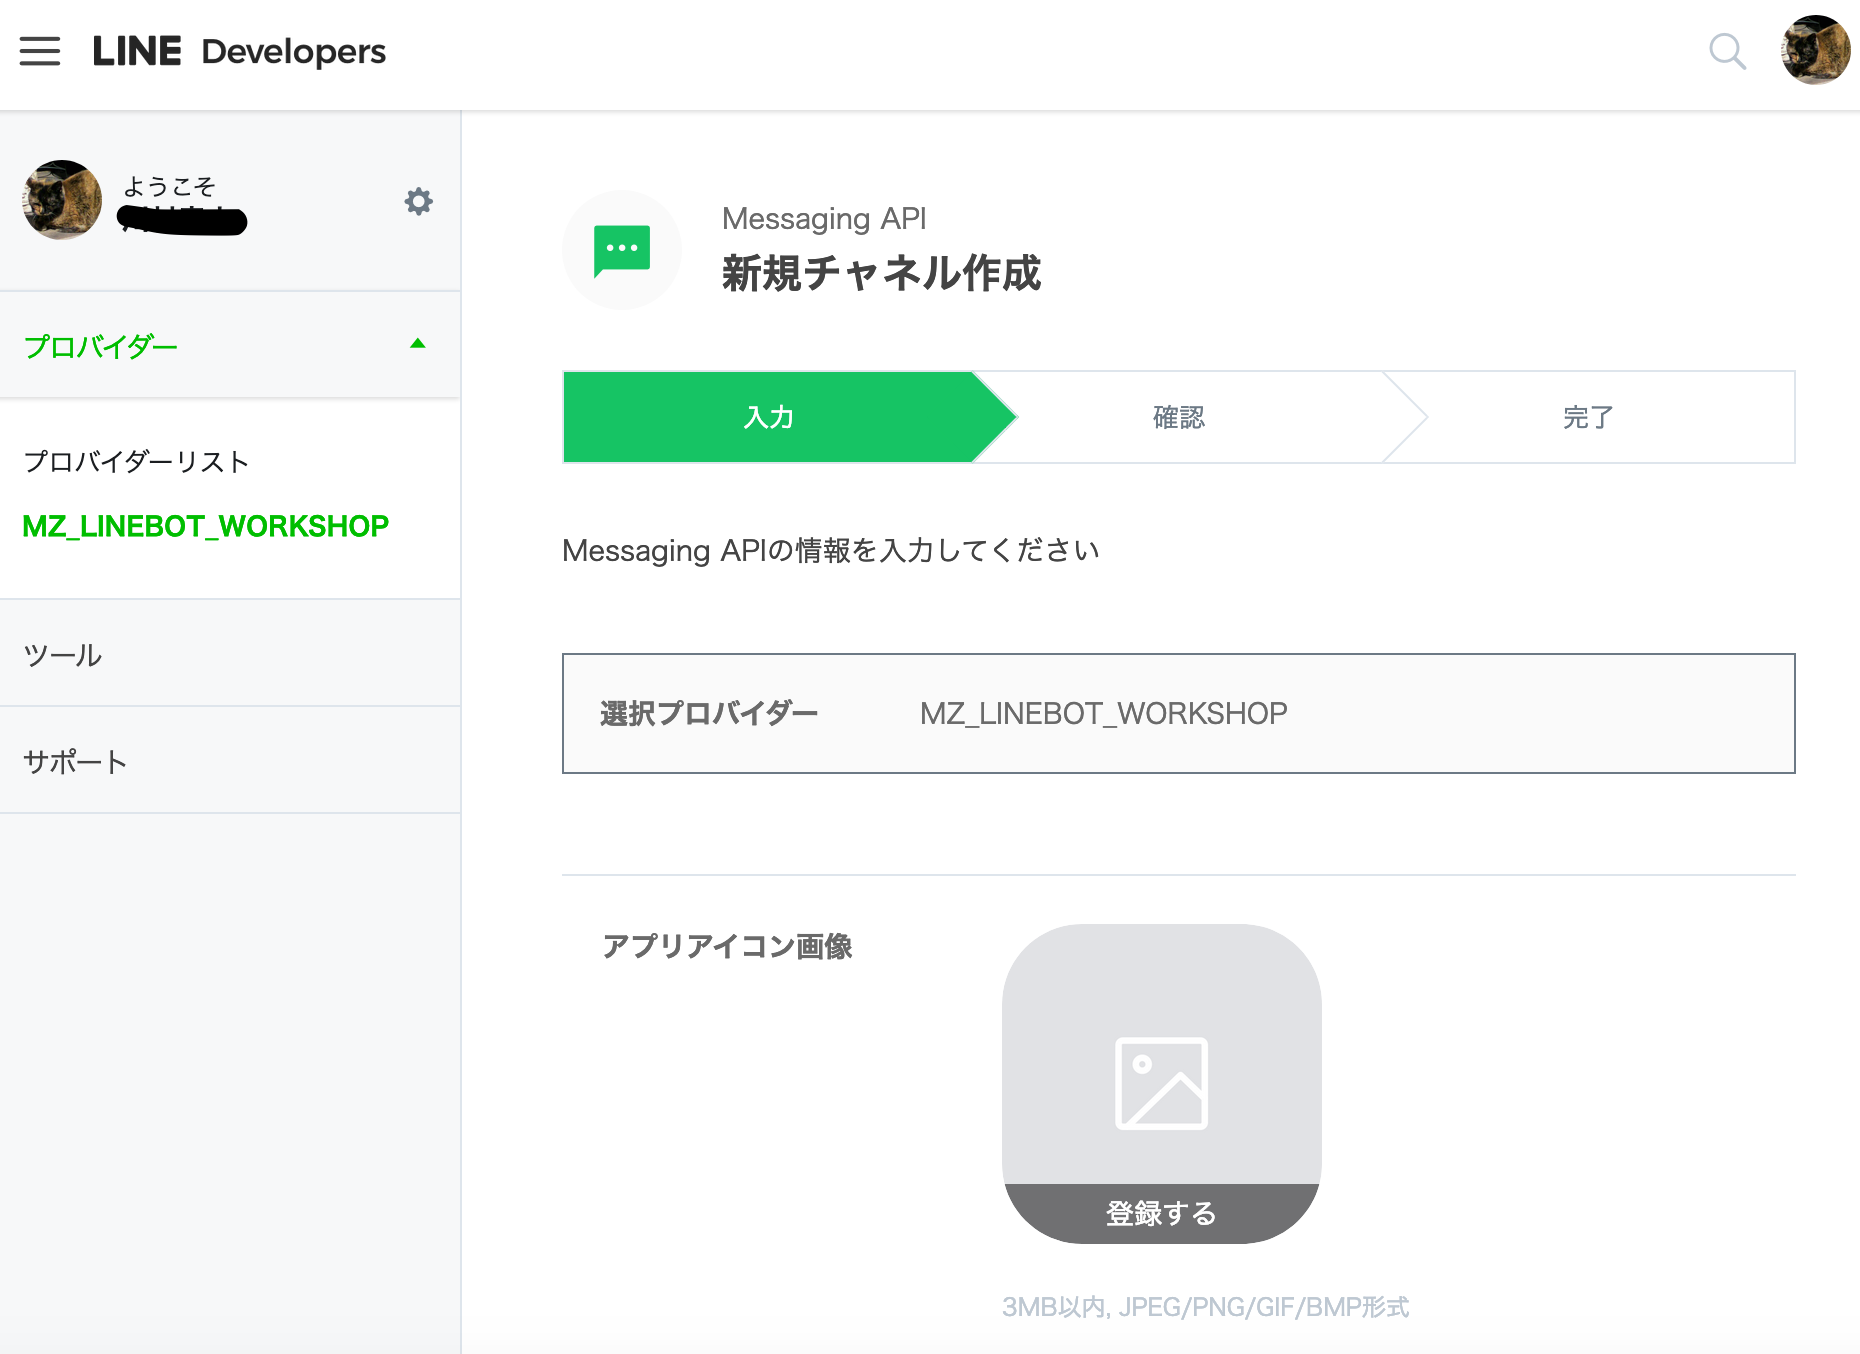 LINE Developers
ようこそ
プロバイダー
プロバイダーリスト
MZ_LINEBOT_WORKSHOP
ツール
サポート
Messaging API
新規チャネル作成
入力
確認
完了
Messaging APIの情報を入力してください
選択プロバイダー MZ_LINEBOT_WORKSHOP
アプリアイコン画像
登録する
3MB以内, JPEG/PNG/GIF/BMP形式